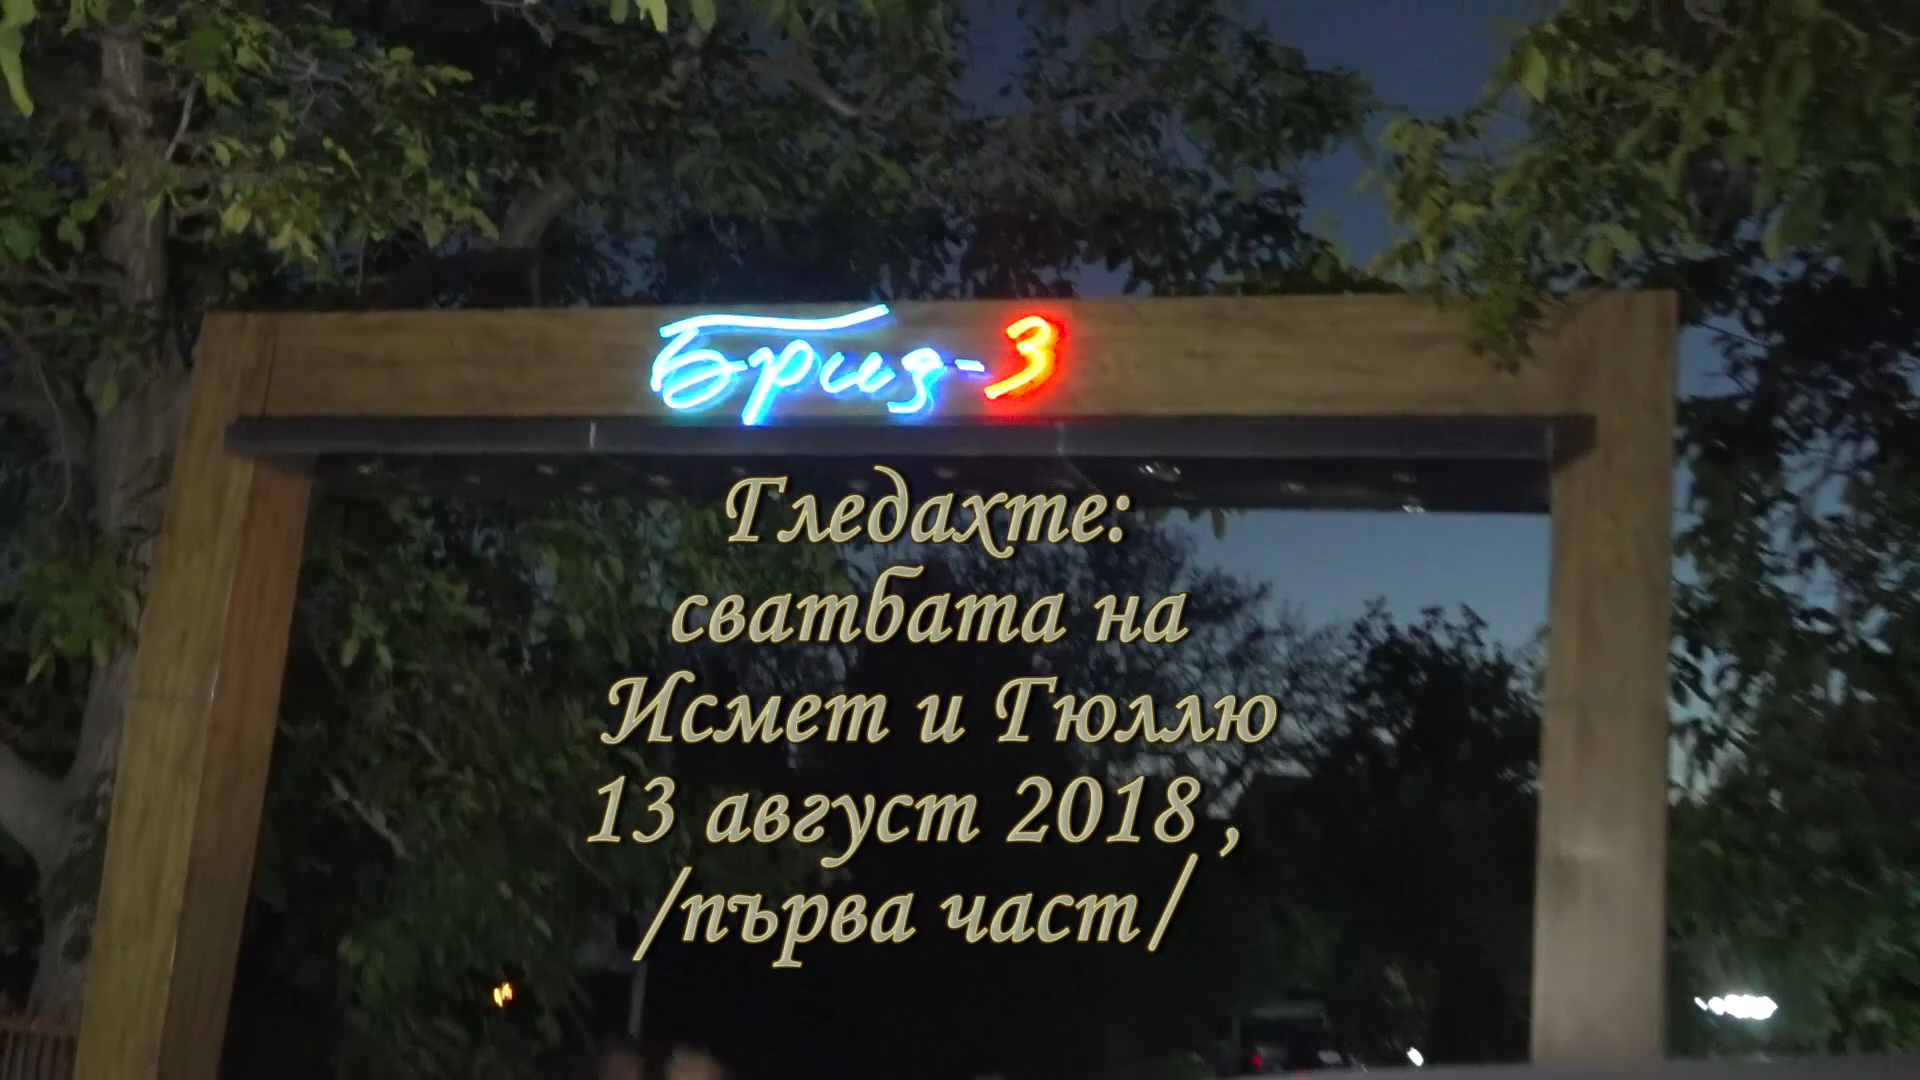 Бриз-3
Гледахте:
сватбата на
Исмет и Гюллю
13 август 2018 ,
/първа част/